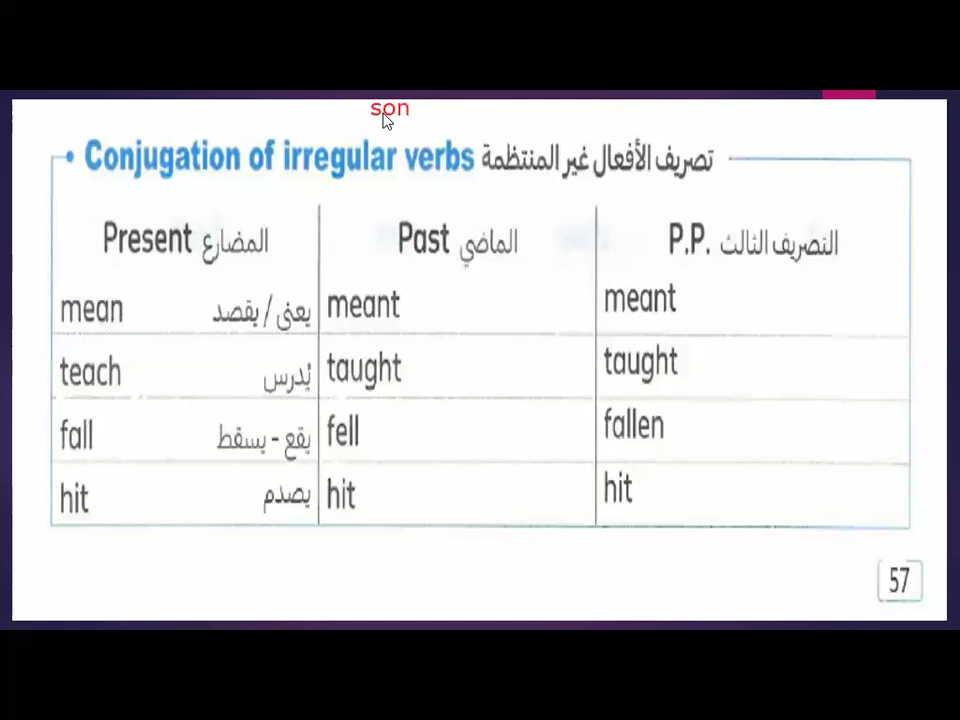 son
• Conjugation of irregular verbs تصريف الأفعال غير المنتظمة
Present المضارع Past الماضي P.P. التصريف الثالث
mean يعنى / يقصد meant meant
teach يُدرس taught taught
fall يقع - يسقط fell fallen
hit يصدم hit hit
57